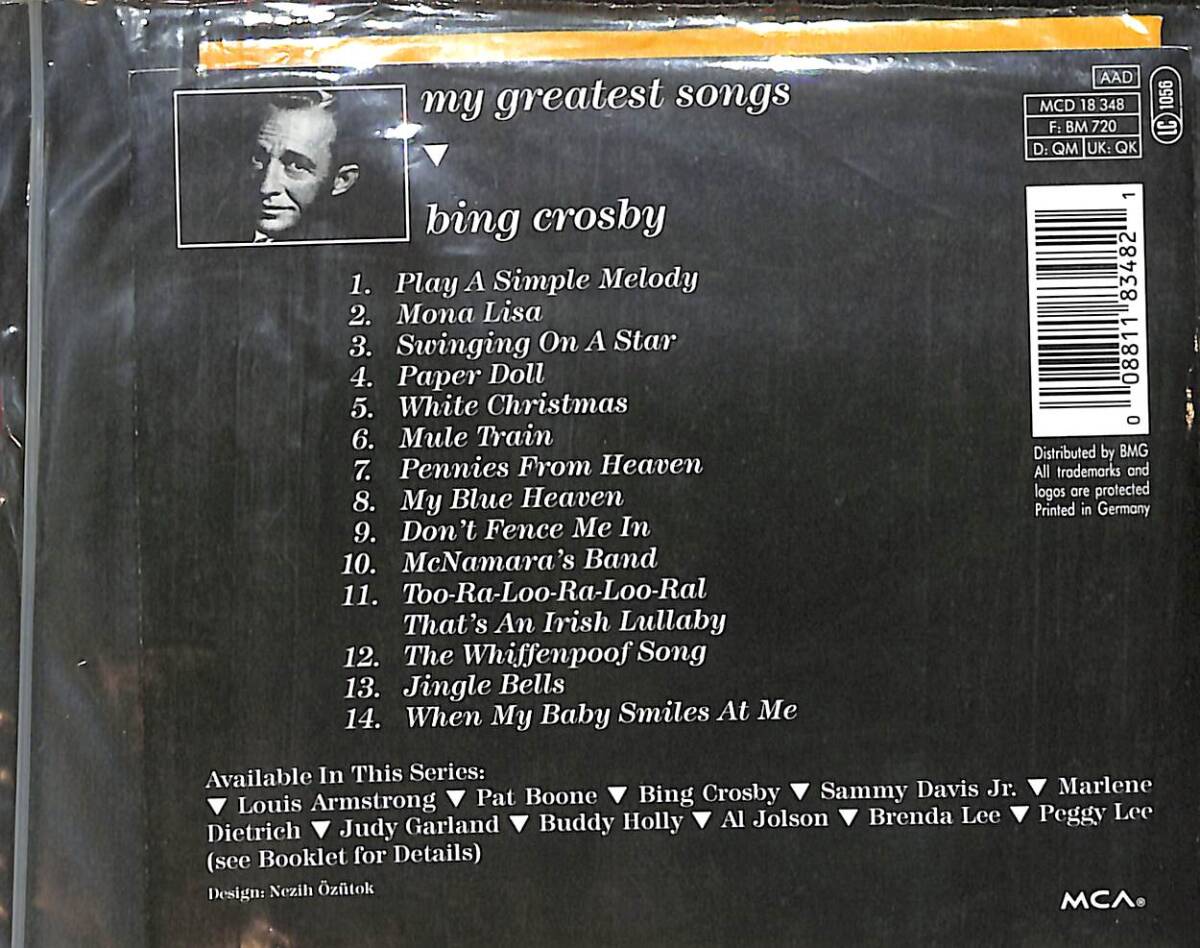 my greatest songs
bing crosby
AAD
MCD 18 348
F: BM 720
D: QM UK: QK
LC 1056
1. Play A Simple Melody
2. Mona Lisa
3. Swinging On A Star
4. Paper Doll
5. White Christmas
6. Mule Train
7. Pennies From Heaven
8. My Blue Heaven
9. Don't Fence Me In
10. McNamara's Band
11. Too-Ra-Loo-Ra-Loo-Ral
That's An Irish Lullaby
12. The Whiffenpoof Song
13. Jingle Bells
14. When My Baby Smiles At Me
0 08811 83482 1
Distributed by BMG
All trademarks and
logos are protected
Printed in Germany
Available In This Series:
▼ Louis Armstrong ▼ Pat Boone ▼ Bing Crosby ▼ Sammy Davis Jr. ▼ Marlene
Dietrich ▼ Judy Garland ▼ Buddy Holly ▼ Al Jolson ▼ Brenda Lee ▼ Peggy Lee
(see Booklet for Details)
Design: Nezih Özütok
MCA®